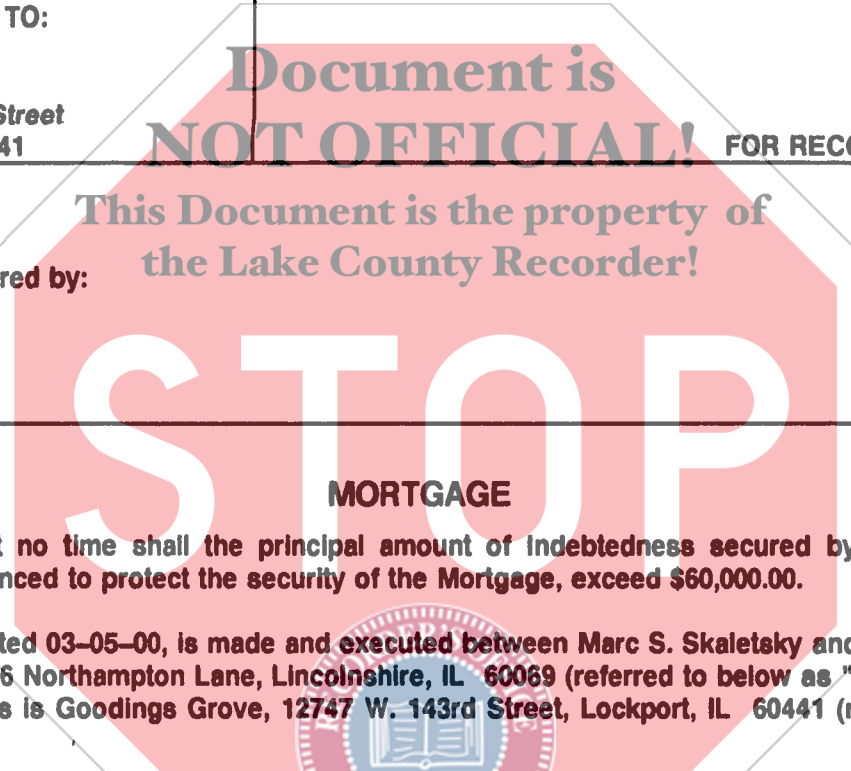 TO:
Document is
Street
41
NOT OFFICIAL!
FOR RECO
This Document is the property of
the Lake County Recorder!
red by:
STOP
MORTGAGE
t no time shall the principal amount of Indebtedness secured by
nced to protect the security of the Mortgage, exceed $60,000.00.
ted 03–05–00, is made and executed between Marc S. Skaletsky and
6 Northampton Lane, Lincolnshire, IL 60069 (referred to below as "
s is Goodings Grove, 12747 W. 143rd Street, Lockport, IL 60441 (r
RECORDER'S OFFICE